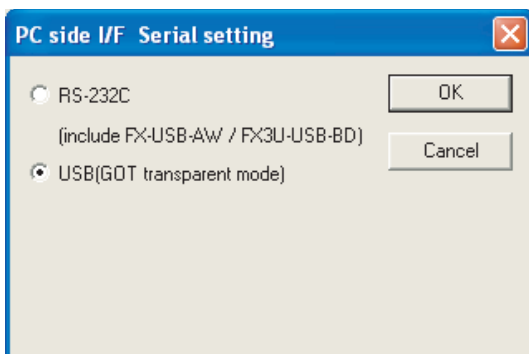 PC side I/F Serial setting
RS-232C
(include FX-USB-AW / FX3U-USB-BD)
USB(GOT transparent mode)
OK
Cancel